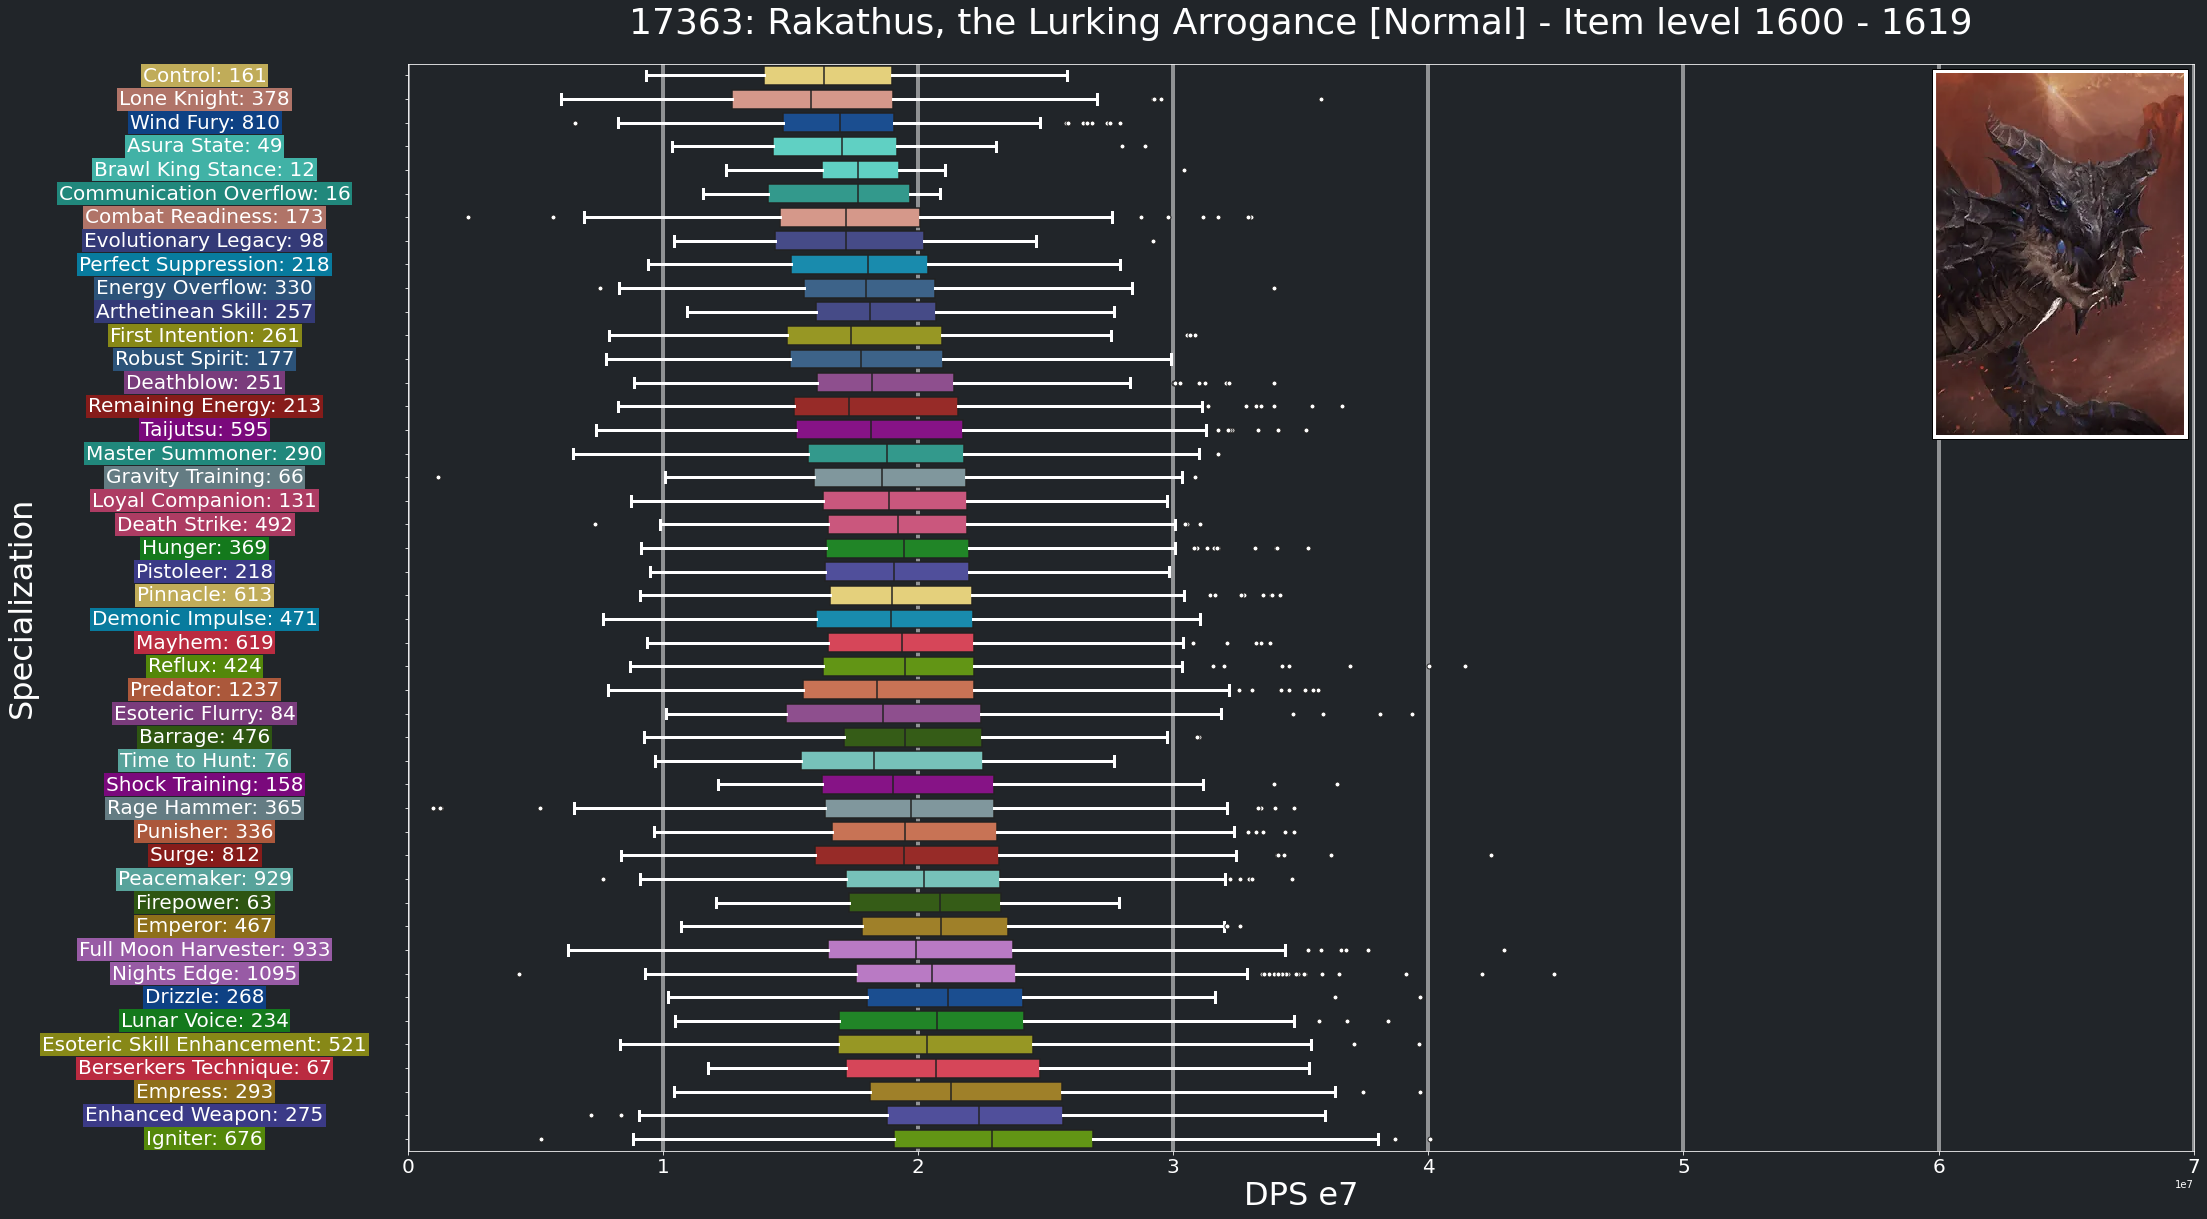 17363: Rakathus, the Lurking Arrogance [Normal] - Item level 1600 - 1619
Control: 161
Lone Knight: 378
Wind Fury: 810
Asura State: 49
Brawl King Stance: 12
Communication Overflow: 16
Combat Readiness: 173
Evolutionary Legacy: 98
Perfect Suppression: 218
Energy Overflow: 330
Arthetinean Skill: 257
First Intention: 261
Robust Spirit: 177
Deathblow: 251
Remaining Energy: 213
Taijutsu: 595
Master Summoner: 290
Gravity Training: 66
Loyal Companion: 131
Death Strike: 492
Hunger: 369
Pistoleer: 218
Pinnacle: 613
Demonic Impulse: 471
Mayhem: 619
Reflux: 424
Predator: 1237
Esoteric Flurry: 84
Barrage: 476
Time to Hunt: 76
Shock Training: 158
Rage Hammer: 365
Punisher: 336
Surge: 812
Peacemaker: 929
Firepower: 63
Emperor: 467
Full Moon Harvester: 933
Nights Edge: 1095
Drizzle: 268
Lunar Voice: 234
Esoteric Skill Enhancement: 521
Berserkers Technique: 67
Empress: 293
Enhanced Weapon: 275
Igniter: 676
Specialization
0 1 2 3 4 5 6 7
1e7
DPS e7